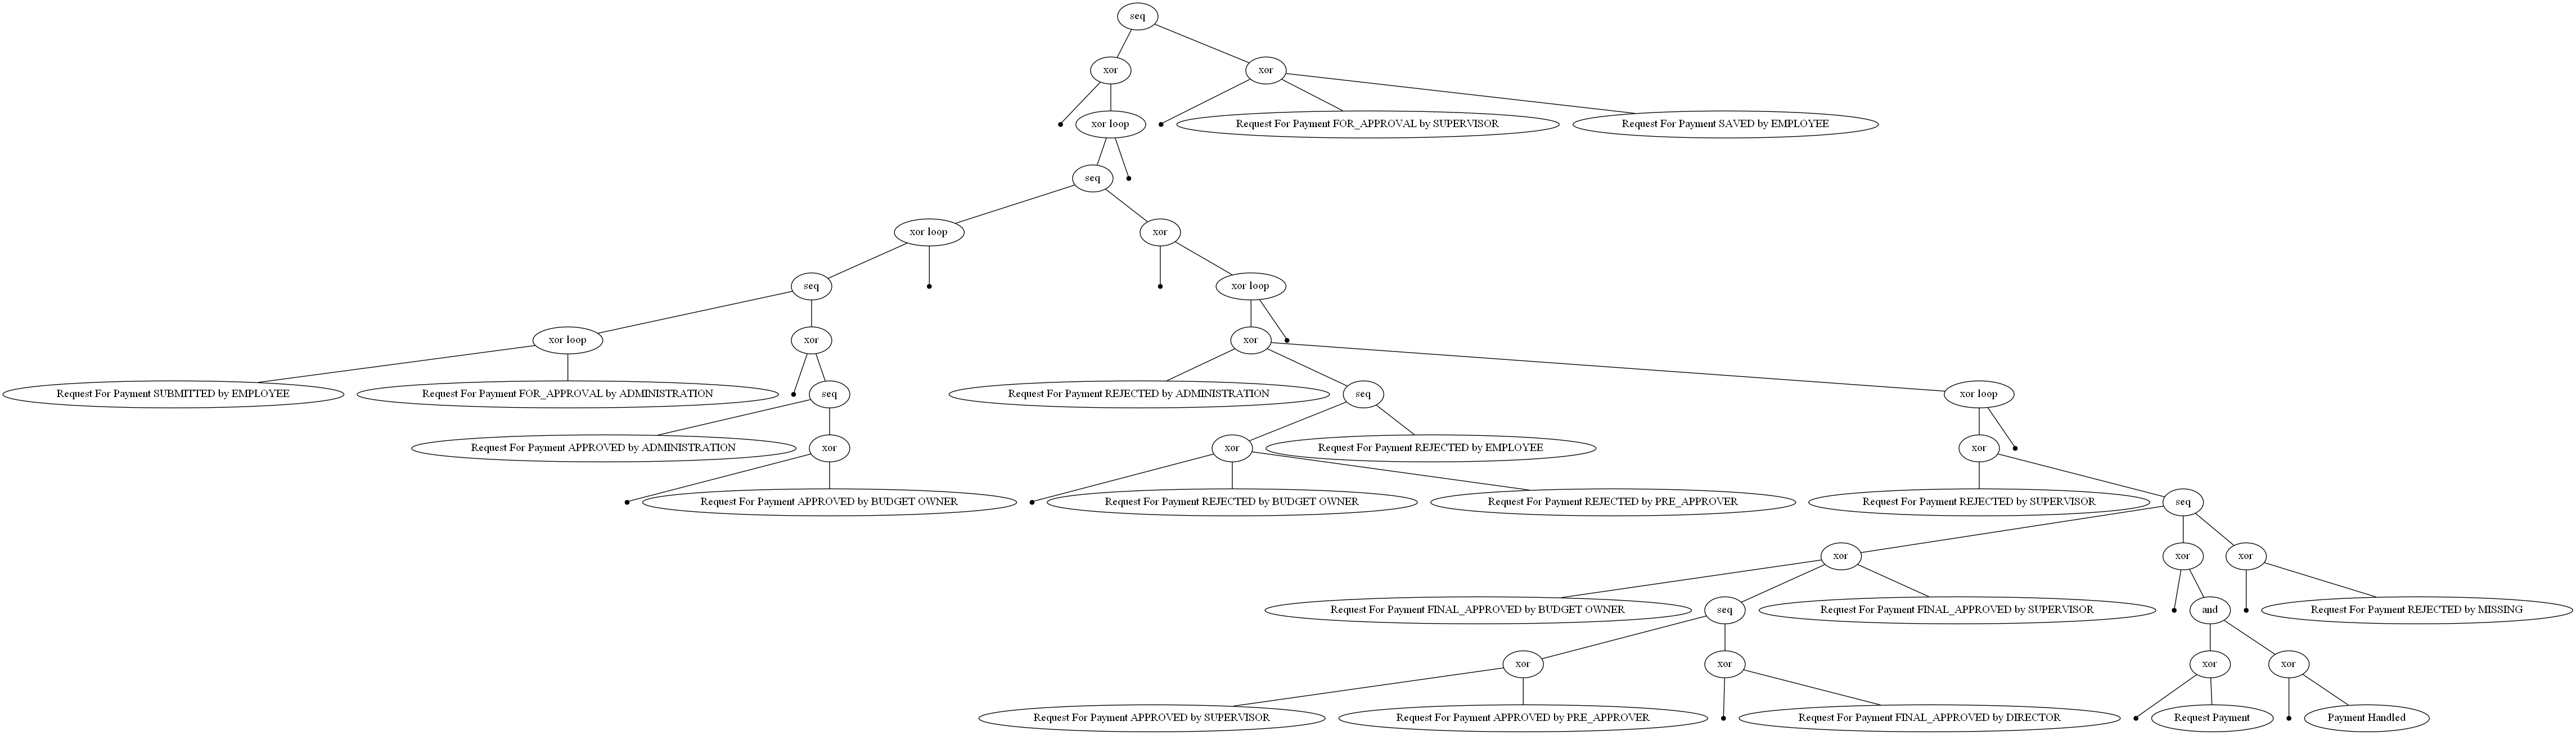 seq
xor
xor
xor loop
Request For Payment FOR_APPROVAL by SUPERVISOR
Request For Payment SAVED by EMPLOYEE
seq
xor loop
xor
seq
xor loop
xor loop
xor
xor
Request For Payment SUBMITTED by EMPLOYEE
Request For Payment FOR_APPROVAL by ADMINISTRATION
seq
Request For Payment REJECTED by ADMINISTRATION
seq
xor loop
Request For Payment APPROVED by ADMINISTRATION
xor
xor
Request For Payment REJECTED by EMPLOYEE
xor
Request For Payment APPROVED by BUDGET OWNER
Request For Payment REJECTED by BUDGET OWNER
Request For Payment REJECTED by PRE_APPROVER
Request For Payment REJECTED by SUPERVISOR
seq
xor
xor
xor
Request For Payment FINAL_APPROVED by BUDGET OWNER
seq
Request For Payment FINAL_APPROVED by SUPERVISOR
and
Request For Payment REJECTED by MISSING
xor
xor
xor
xor
Request For Payment APPROVED by SUPERVISOR
Request For Payment APPROVED by PRE_APPROVER
Request For Payment FINAL_APPROVED by DIRECTOR
Request Payment
Payment Handled